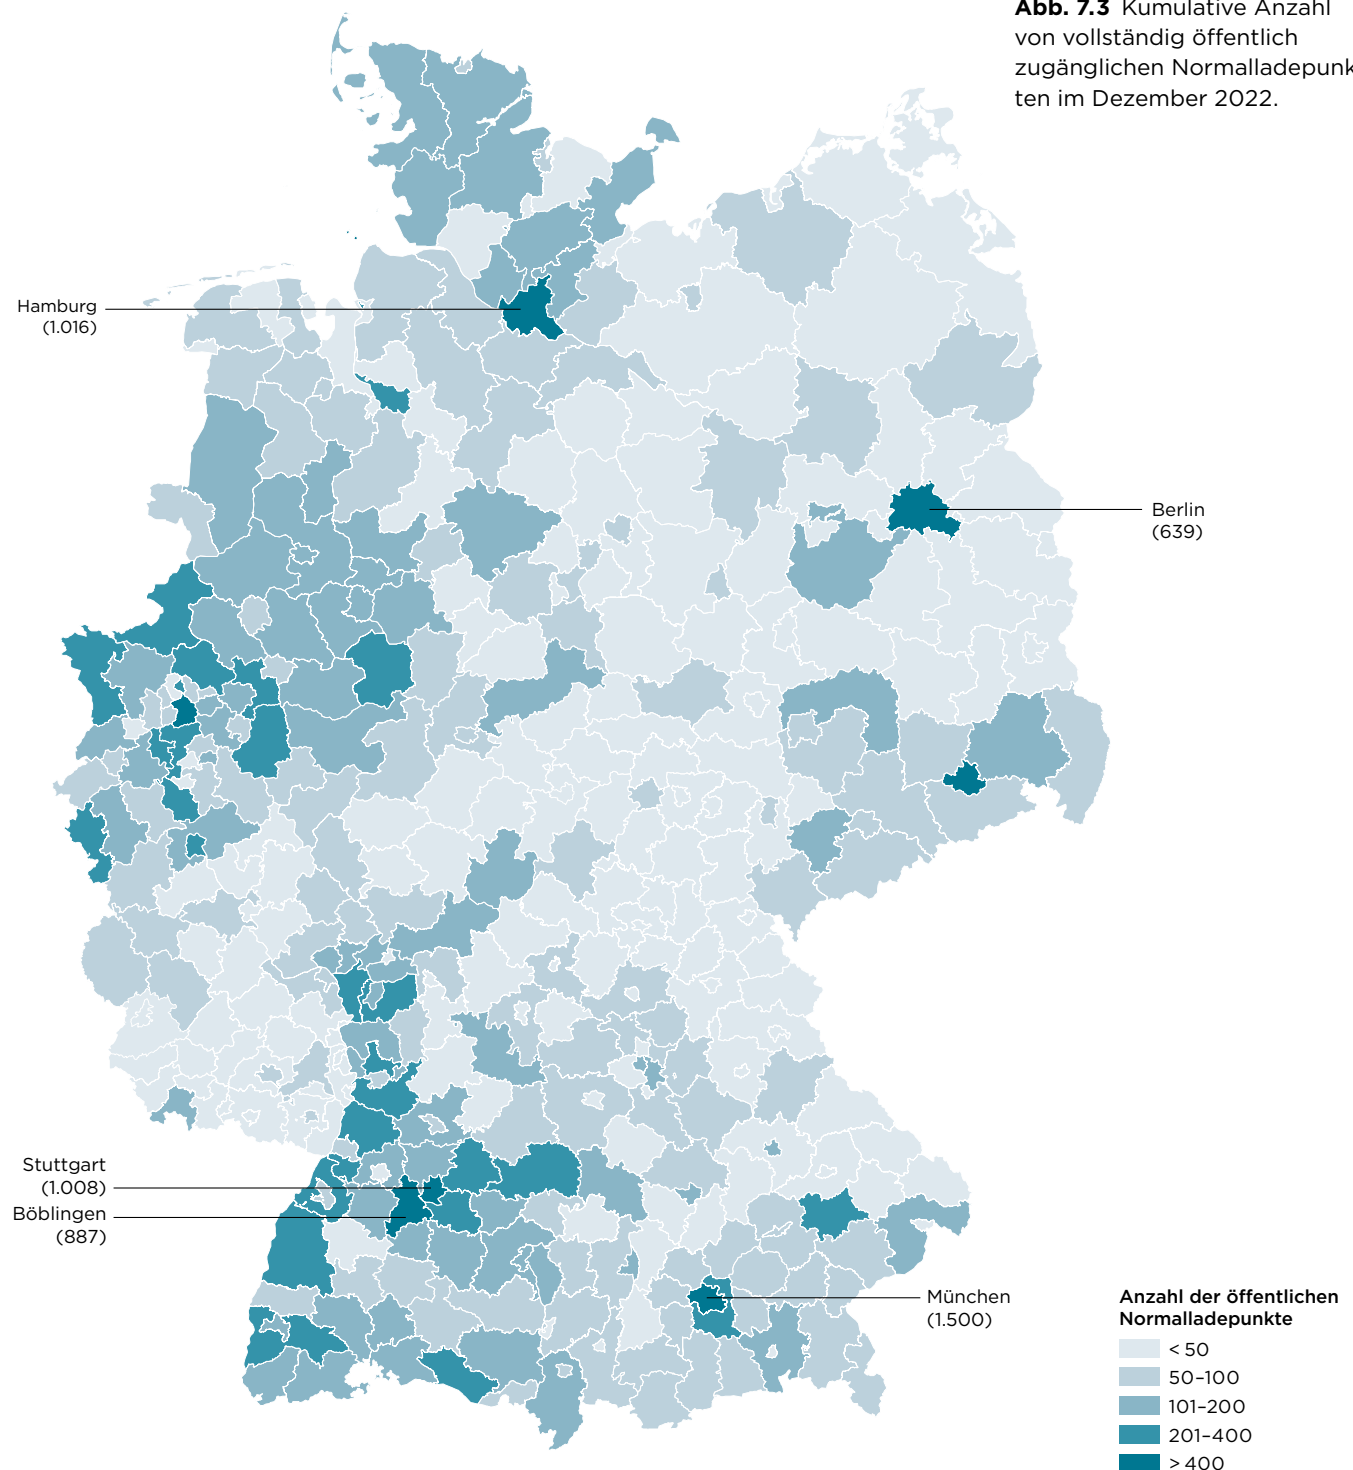 Abb. 7.3 Kumulative Anzahl
von vollständig öffentlich
zugänglichen Normalladepunk
ten im Dezember 2022.
Hamburg
(1.016)
Berlin
(639)
Stuttgart
(1.008)
Böblingen
(887)
München
(1.500)
Anzahl der öffentlichen
Normalladepunkte
< 50
50–100
101–200
201–400
> 400